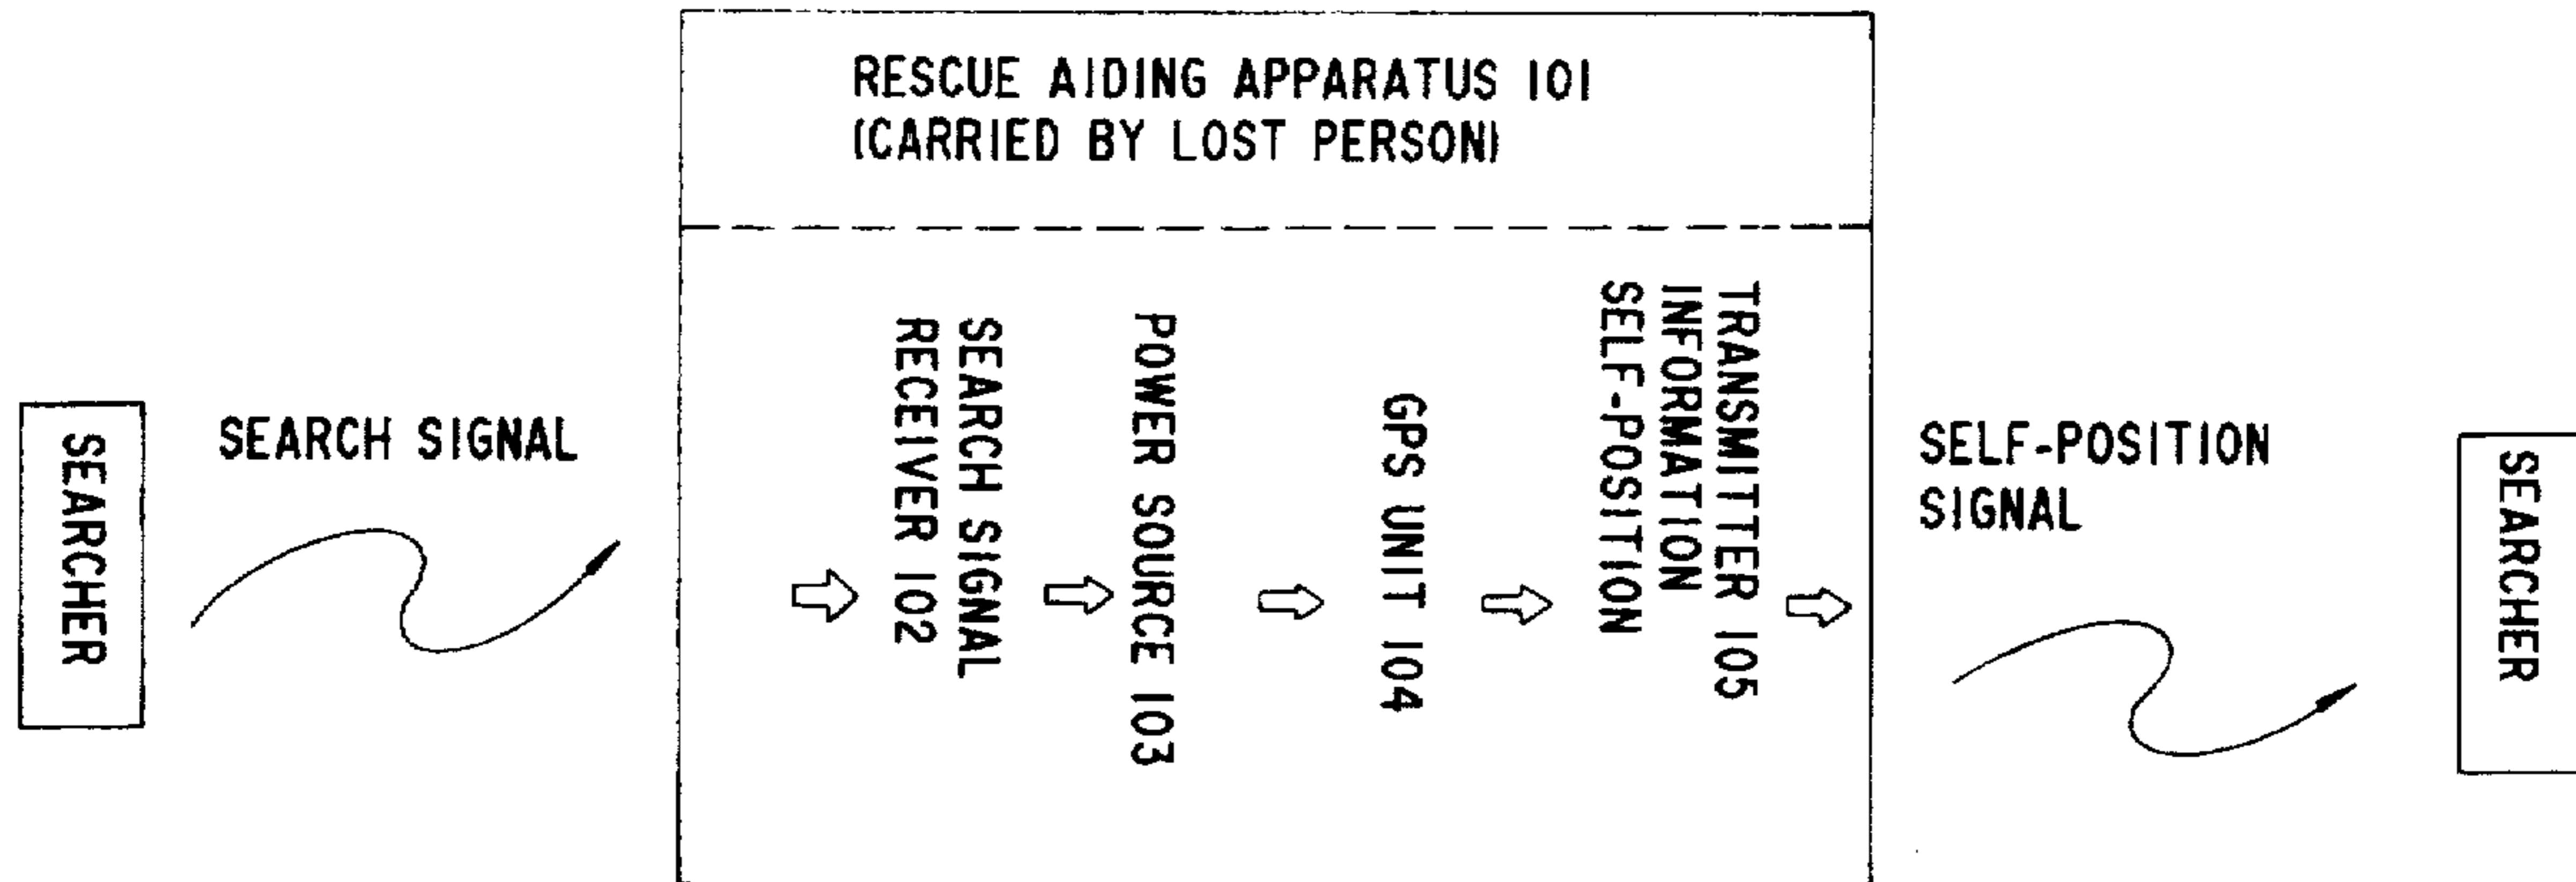 RESCUE AIDING APPARATUS 101
(CARRIED BY LOST PERSON)
SEARCHER
SEARCH SIGNAL
SEARCH SIGNAL
RECEIVER 102
POWER SOURCE 103
GPS UNIT 104
TRANSMITTER 105
INFORMATION
SELF-POSITION
SELF-POSITION
SIGNAL
SEARCHER